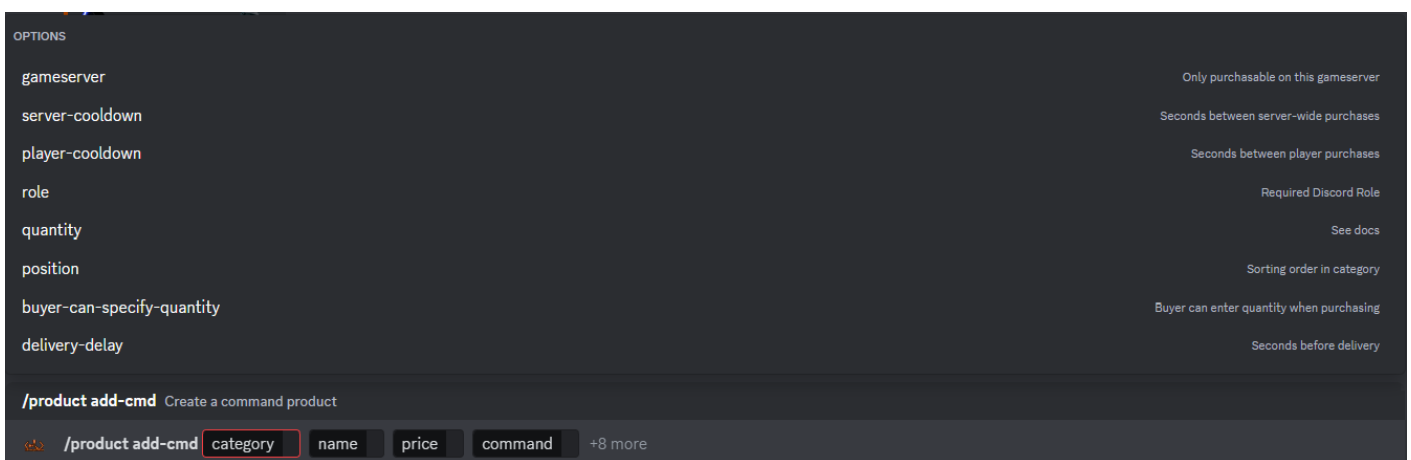 OPTIONS
gameserver Only purchasable on this gameserver
server-cooldown Seconds between server-wide purchases
player-cooldown Seconds between player purchases
role Required Discord Role
quantity See docs
position Sorting order in category
buyer-can-specify-quantity Buyer can enter quantity when purchasing
delivery-delay Seconds before delivery
/product add-cmd Create a command product
/product add-cmd category name price command +8 more